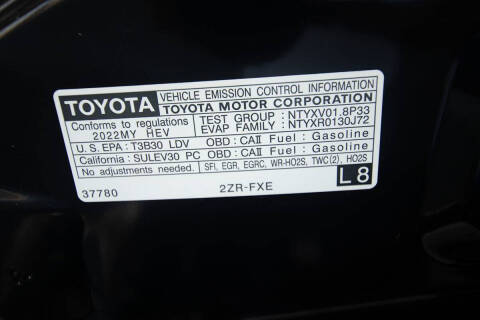 TOYOTA VEHICLE EMISSION CONTROL INFORMATION
TOYOTA MOTOR CORPORATION
Conforms to regulations TEST GROUP : NTYXV01.8P33
2022MY HEV EVAP FAMILY : NTYXR0130J72
U.S. EPA : T3B30 LDV OBD : CAII Fuel : Gasoline
California : SULEV30 PC OBD : CAII Fuel : Gasoline
No adjustments needed. SFI, EGR, EGRC, WR-HO2S, TWC(2), HO2S
37780 2ZR-FXE L8